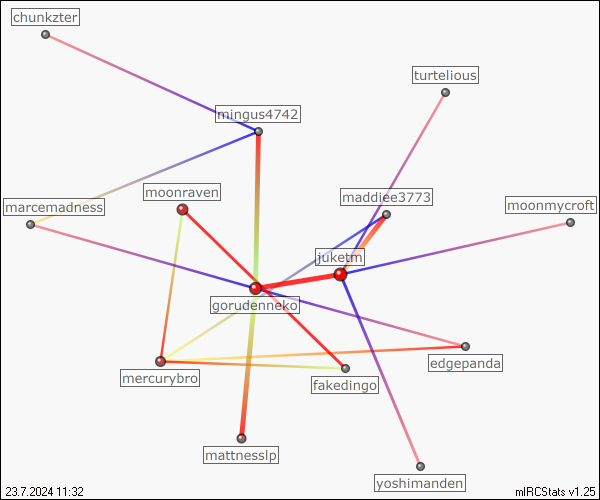 chunkzter
turtelious
mingus4742
moonraven
maddiee3773
marcemadness
moonmycroft
juketm
gorudenneko
edgepanda
mercurybro
fakedingo
mattnesslp
yoshimanden
23.7.2024 11:32
mIRCStats v1.25